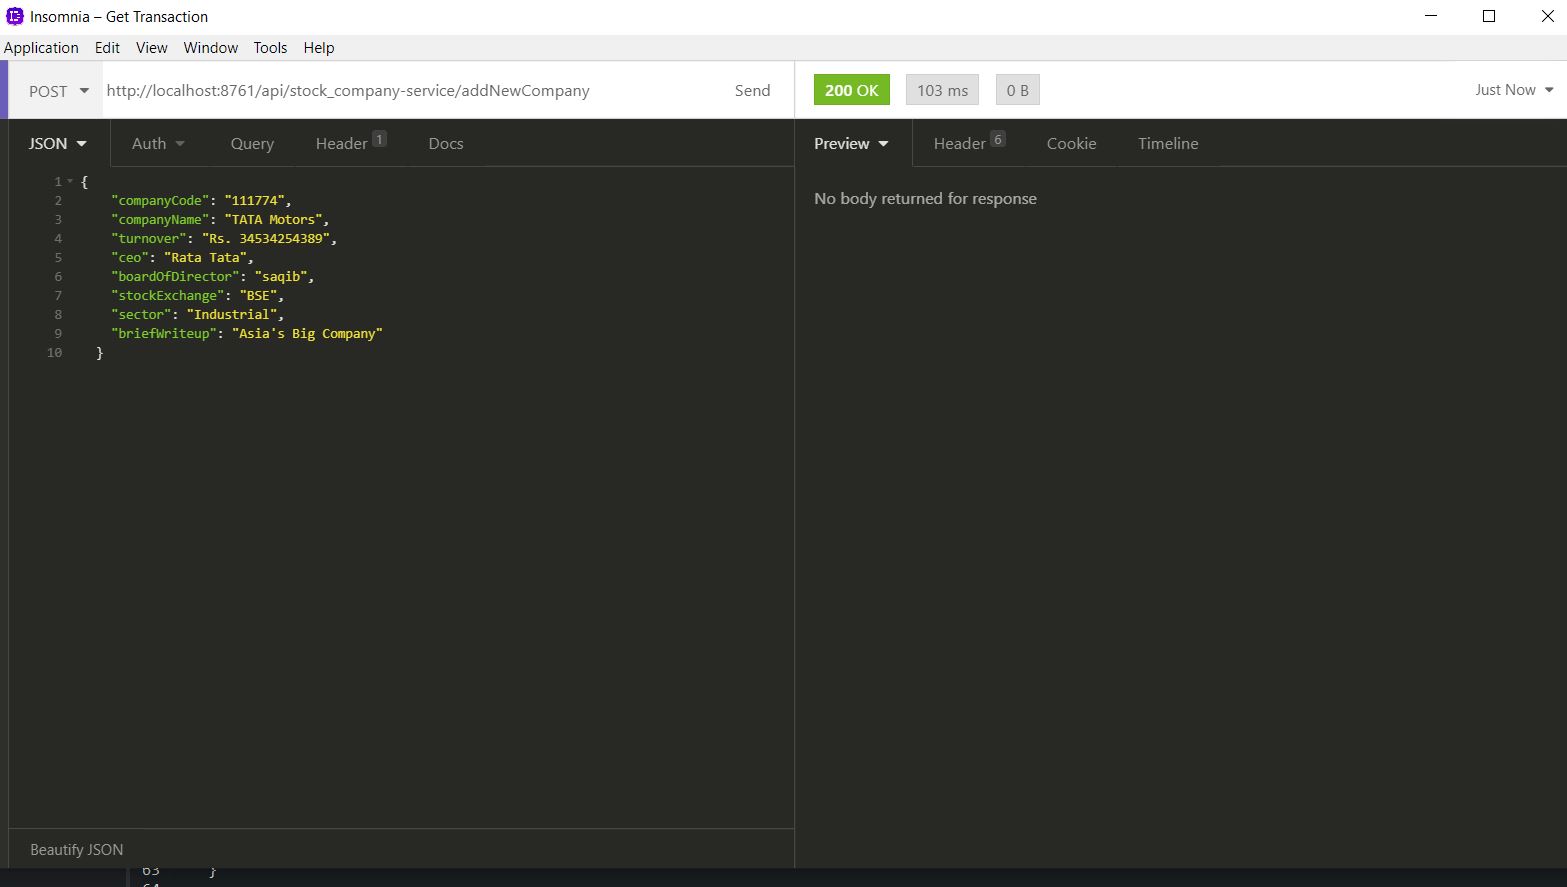 Insomnia – Get Transaction
Application Edit View Window Tools Help
POST http://localhost:8761/api/stock_company-service/addNewCompany Send
200 OK 103 ms 0 B Just Now
JSON Auth Query Header 1 Docs
Preview Header 6 Cookie Timeline
1 {
2 "companyCode": "111774",
3 "companyName": "TATA Motors",
4 "turnover": "Rs. 34534254389",
5 "ceo": "Rata Tata",
6 "boardOfDirector": "saqib",
7 "stockExchange": "BSE",
8 "sector": "Industrial",
9 "briefWriteup": "Asia's Big Company"
10 }
No body returned for response
Beautify JSON
63 }